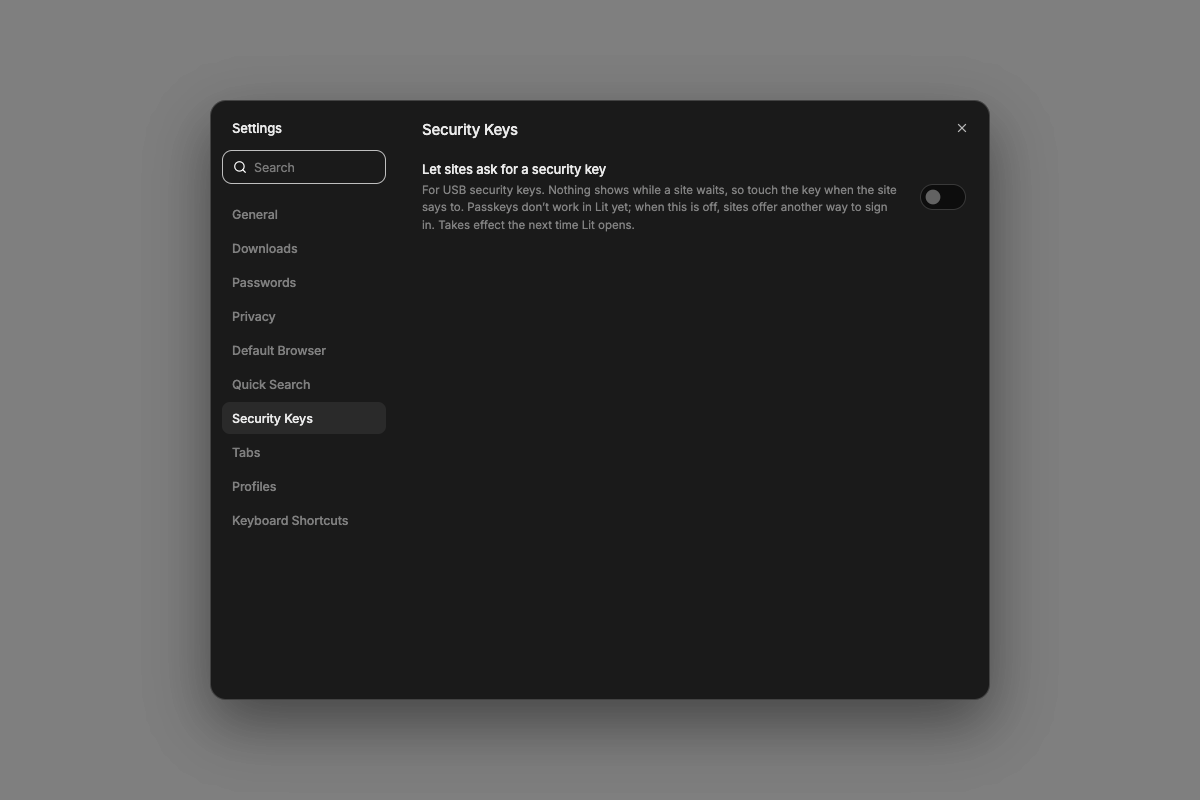 Settings
Search
General
Downloads
Passwords
Privacy
Default Browser
Quick Search
Security Keys
Tabs
Profiles
Keyboard Shortcuts
Security Keys
Let sites ask for a security key
For USB security keys. Nothing shows while a site waits, so touch the key when the site
says to. Passkeys don't work in Lit yet; when this is off, sites offer another way to sign
in. Takes effect the next time Lit opens.